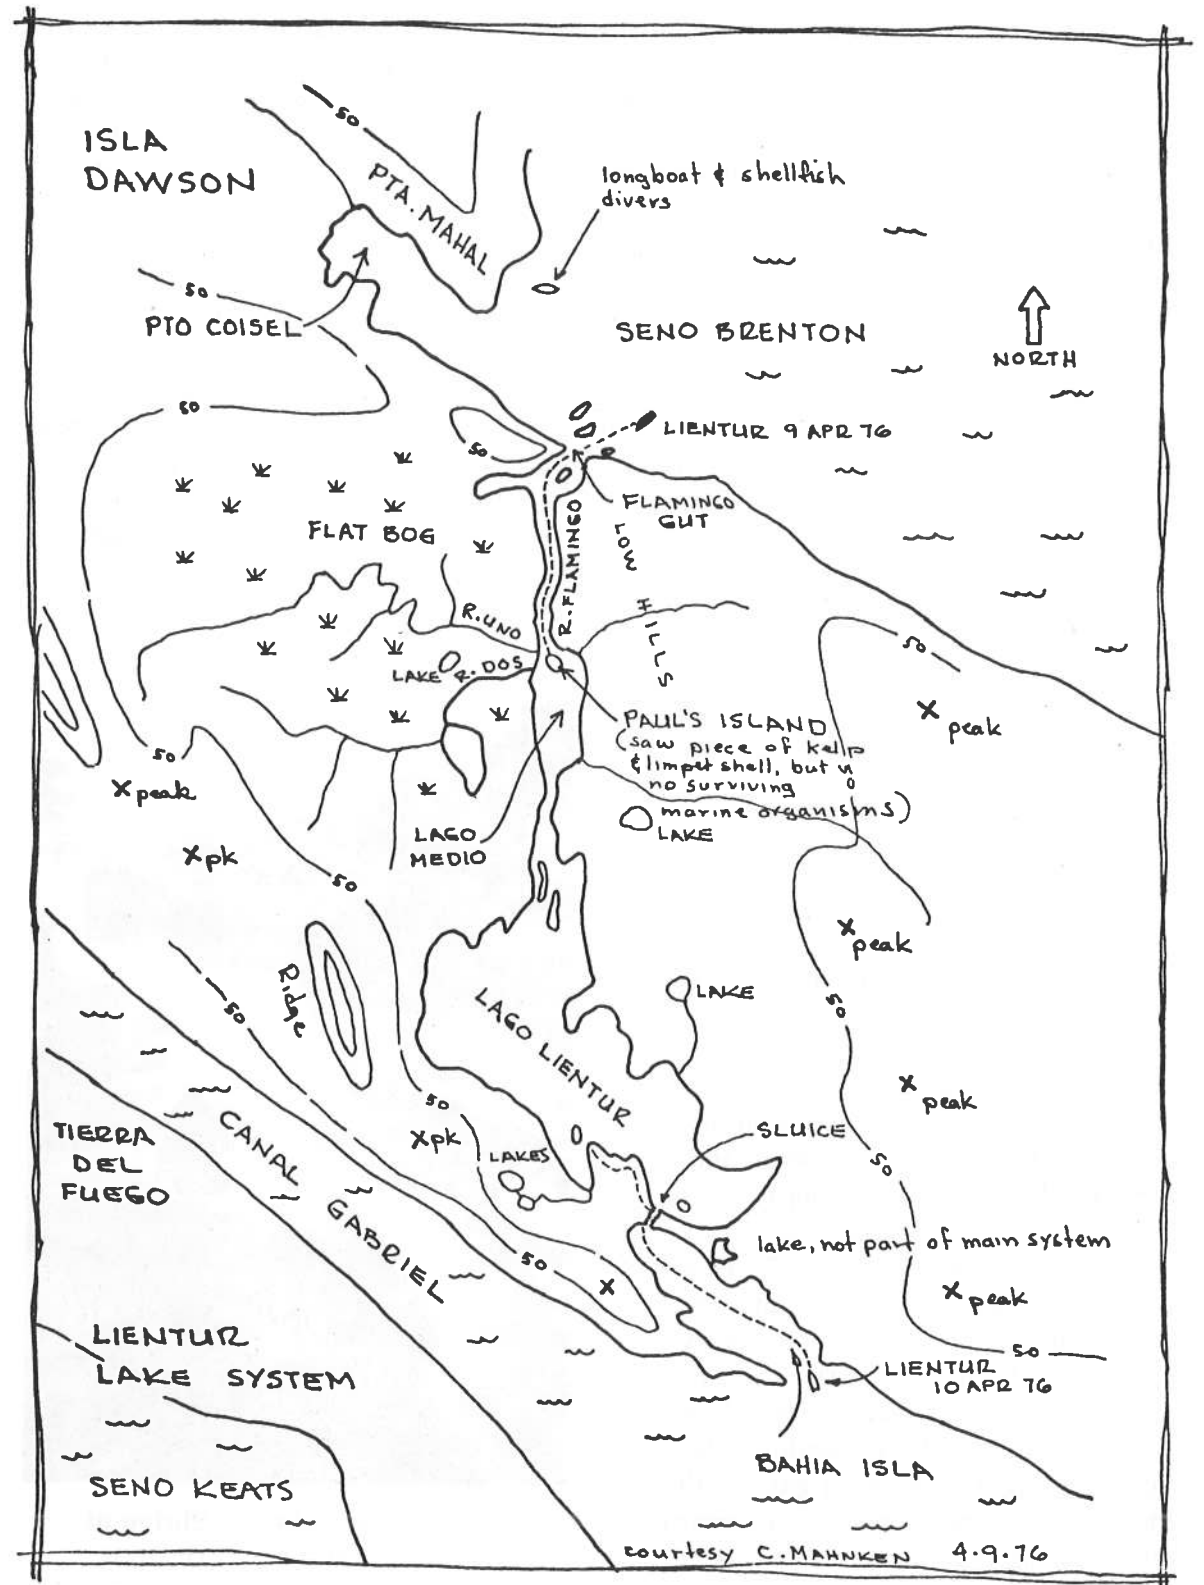 50
ISLA
DAWSON
PTA. MAHAL
longboat & shellfish
divers
50
PTO COISEL
SENO BRENTON
NORTH
50
50
LIENTUR 9 APR 76
FLAMINGO
GUT
FLAT BOG
R. FLAMINGO
LOW HILLS
R. UNO
LAKE
R. DOS
50
peak
PAUL'S ISLAND
(saw piece of kelp
& limpet shell, but
no surviving
marine organisms)
50
peak
50
LAKE
LAGO
MEDIO
pk
50
peak
Ridge
LAKE
50
50
LAGO LIENTUR
50
peak
TIERRA
DEL
FUEGO
CANAL GABRIEL
pk
SLUICE
LAKES
50
lake, not part of main system
50
peak
LIENTUR
LAKE SYSTEM
50
LIENTUR
10 APR 76
BAHIA ISLA
SENO KEATS
courtesy C. MAHNKEN 4.9.76